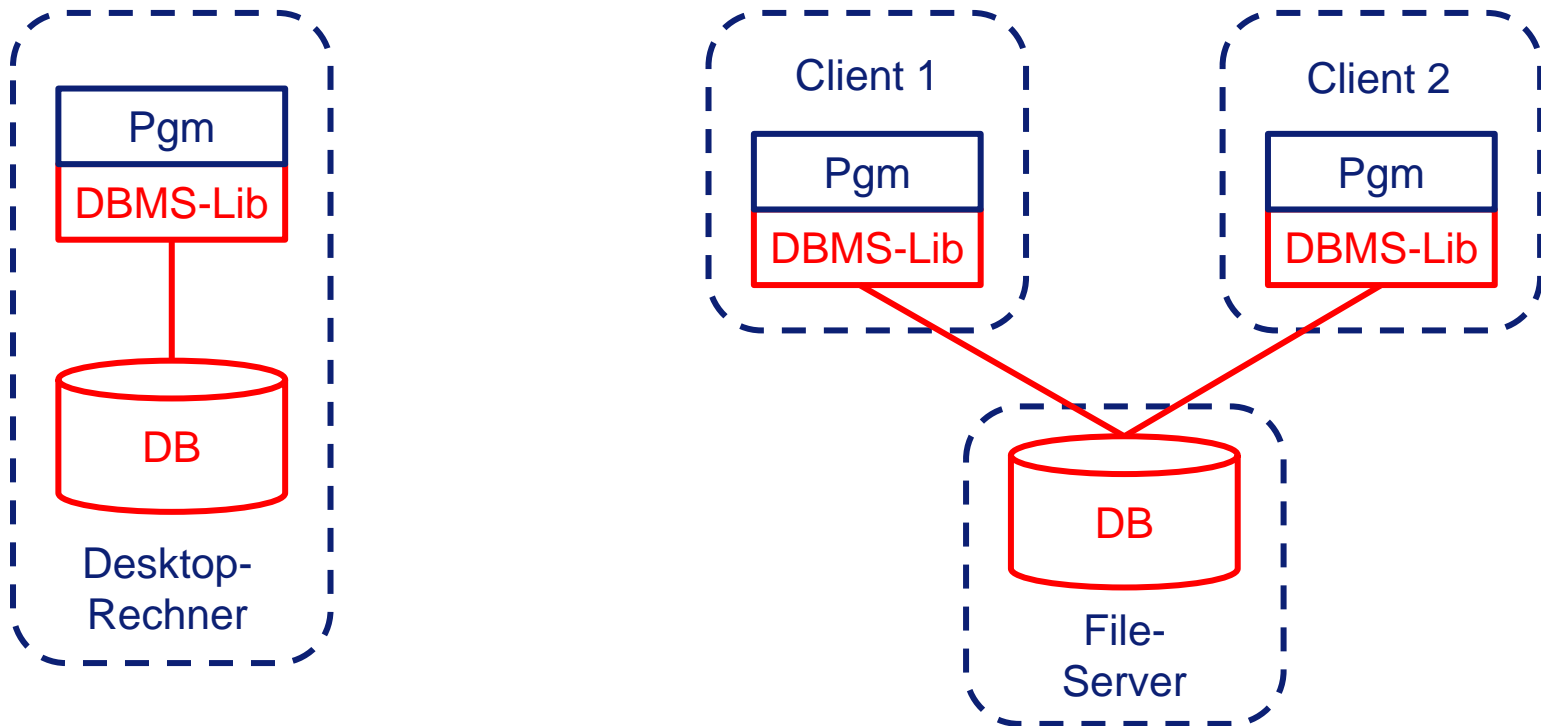 Pgm
DBMS-Lib
DB
Desktop-
Rechner
Client 1
Pgm
DBMS-Lib
Client 2
Pgm
DBMS-Lib
DB
File-
Server